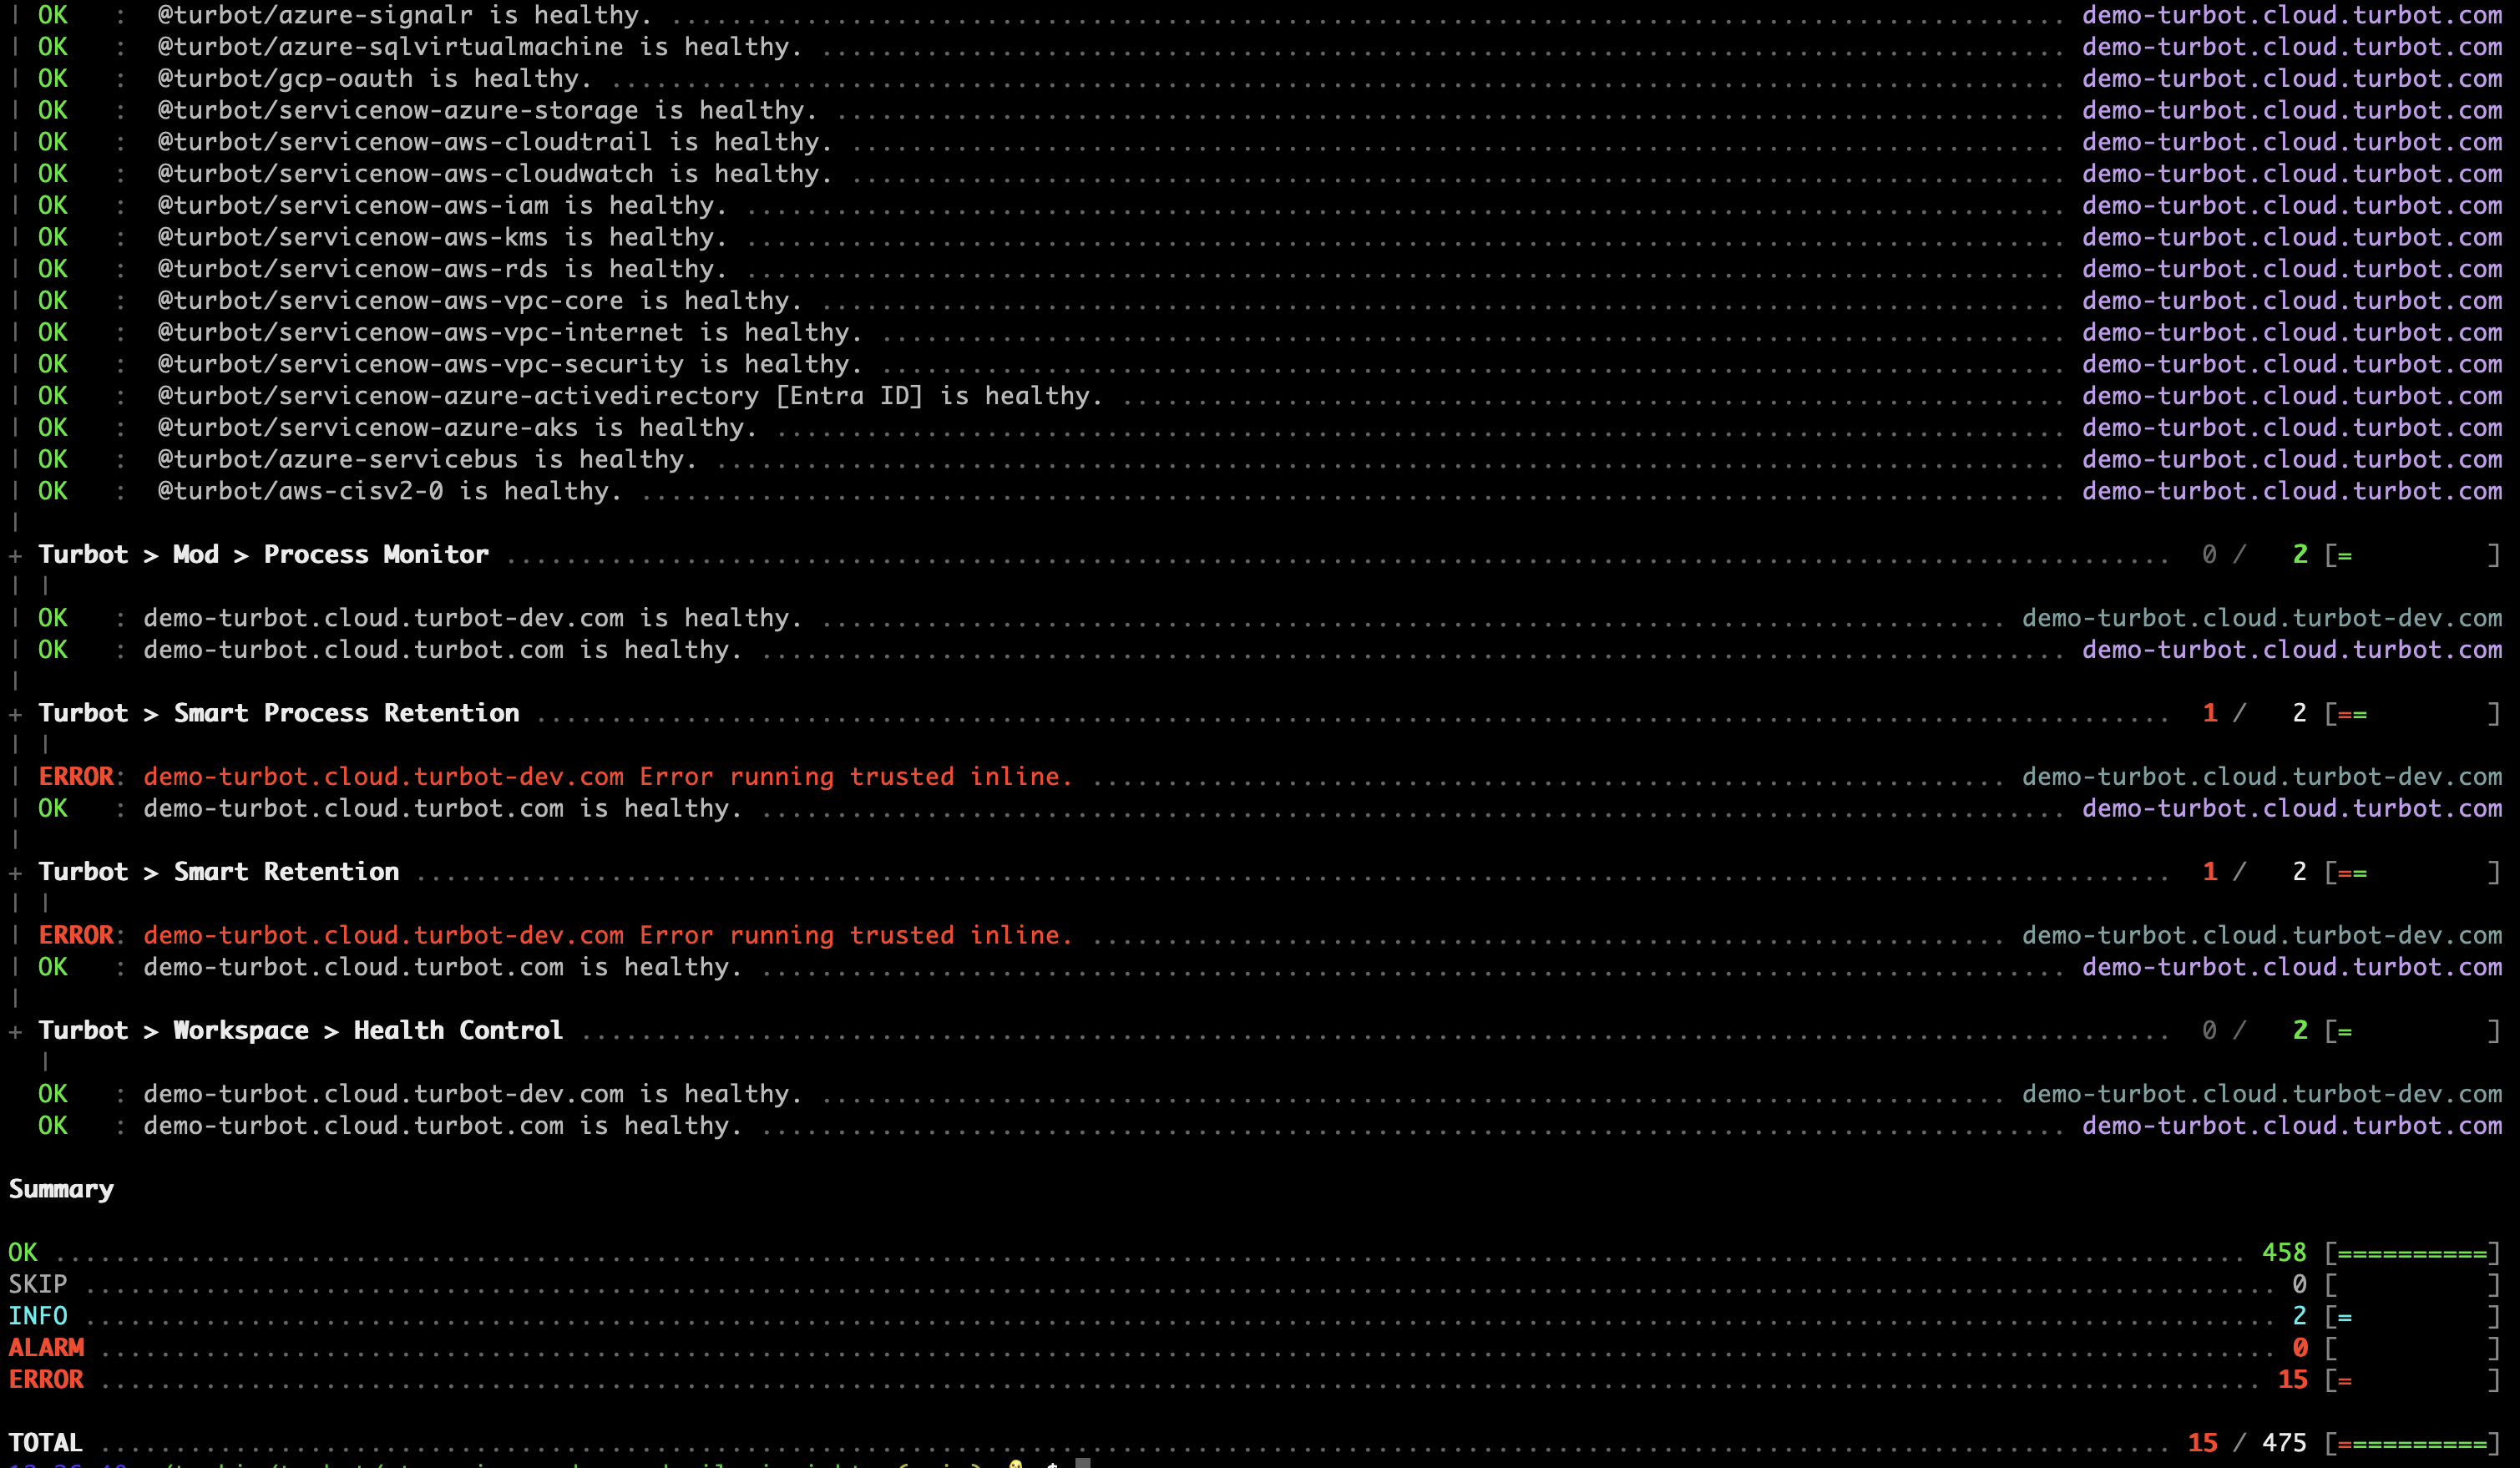 | OK   :  @turbot/azure-signalr is healthy. .......... demo-turbot.cloud.turbot.com
| OK   :  @turbot/azure-sqlvirtualmachine is healthy. .......... demo-turbot.cloud.turbot.com
| OK   :  @turbot/gcp-oauth is healthy. .......... demo-turbot.cloud.turbot.com
| OK   :  @turbot/servicenow-azure-storage is healthy. .......... demo-turbot.cloud.turbot.com
| OK   :  @turbot/servicenow-aws-cloudtrail is healthy. .......... demo-turbot.cloud.turbot.com
| OK   :  @turbot/servicenow-aws-cloudwatch is healthy. .......... demo-turbot.cloud.turbot.com
| OK   :  @turbot/servicenow-aws-iam is healthy. .......... demo-turbot.cloud.turbot.com
| OK   :  @turbot/servicenow-aws-kms is healthy. .......... demo-turbot.cloud.turbot.com
| OK   :  @turbot/servicenow-aws-rds is healthy. .......... demo-turbot.cloud.turbot.com
| OK   :  @turbot/servicenow-aws-vpc-core is healthy. .......... demo-turbot.cloud.turbot.com
| OK   :  @turbot/servicenow-aws-vpc-internet is healthy. .......... demo-turbot.cloud.turbot.com
| OK   :  @turbot/servicenow-aws-vpc-security is healthy. .......... demo-turbot.cloud.turbot.com
| OK   :  @turbot/servicenow-azure-activedirectory [Entra ID] is healthy. .......... demo-turbot.cloud.turbot.com
| OK   :  @turbot/servicenow-azure-aks is healthy. .......... demo-turbot.cloud.turbot.com
| OK   :  @turbot/azure-servicebus is healthy. .......... demo-turbot.cloud.turbot.com
| OK   :  @turbot/aws-cisv2-0 is healthy. .......... demo-turbot.cloud.turbot.com
|
+ Turbot > Mod > Process Monitor .......... 0 /   2 [=         ]
| |
| OK   : demo-turbot.cloud.turbot-dev.com is healthy. .......... demo-turbot.cloud.turbot-dev.com
| OK   : demo-turbot.cloud.turbot.com is healthy. .......... demo-turbot.cloud.turbot.com
|
+ Turbot > Smart Process Retention .......... 1 /   2 [==        ]
| |
| ERROR: demo-turbot.cloud.turbot-dev.com Error running trusted inline. .......... demo-turbot.cloud.turbot-dev.com
| OK   : demo-turbot.cloud.turbot.com is healthy. .......... demo-turbot.cloud.turbot.com
|
+ Turbot > Smart Retention .......... 1 /   2 [==        ]
| |
| ERROR: demo-turbot.cloud.turbot-dev.com Error running trusted inline. .......... demo-turbot.cloud.turbot-dev.com
| OK   : demo-turbot.cloud.turbot.com is healthy. .......... demo-turbot.cloud.turbot.com
|
+ Turbot > Workspace > Health Control .......... 0 /   2 [=         ]
  |
  OK   : demo-turbot.cloud.turbot-dev.com is healthy. .......... demo-turbot.cloud.turbot-dev.com
  OK   : demo-turbot.cloud.turbot.com is healthy. .......... demo-turbot.cloud.turbot.com
Summary
OK .......... 458 [==========]
SKIP .......... 0 [          ]
INFO .......... 2 [=         ]
ALARM .......... 0 [          ]
ERROR .......... 15 [=         ]
TOTAL .......... 15 / 475 [==========]